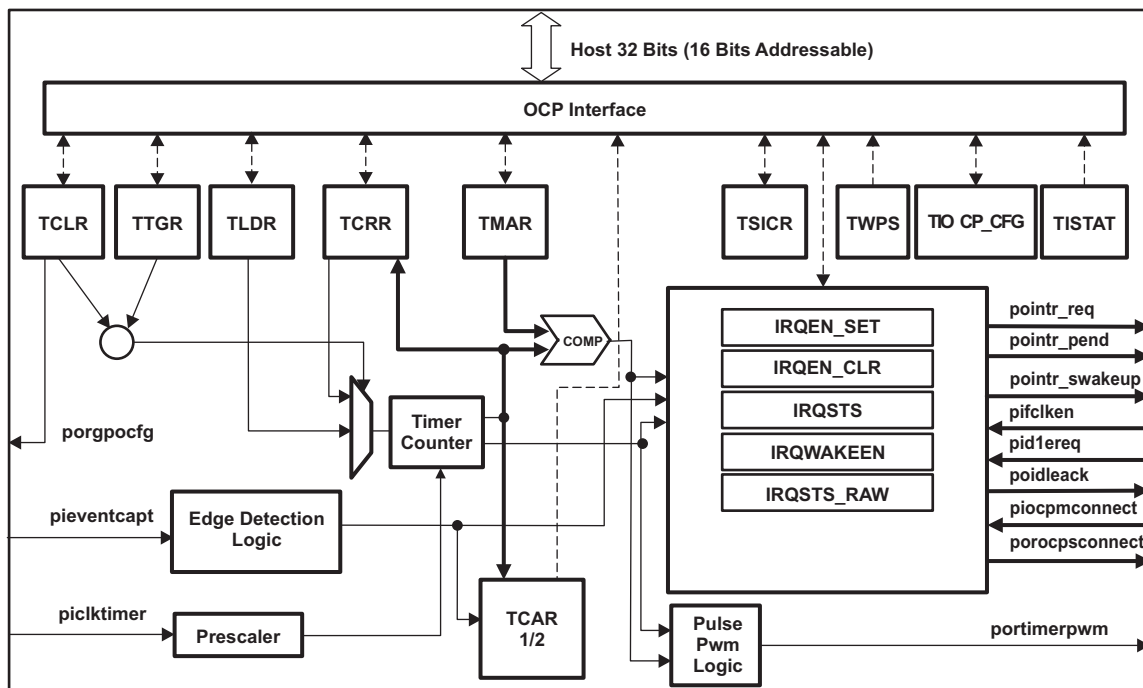 Host 32 Bits (16 Bits Addressable)
OCP Interface
TCLR
TTGR
TLDR
TCRR
TMAR
TSICR
TWPS
TIO CP_CFG
TISTAT
COMP
IRQEN_SET
IRQEN_CLR
IRQSTS
IRQWAKEEN
IRQSTS_RAW
pointr_req
pointr_pend
pointr_swakeup
pifclken
pid1ereq
poidleack
piocpmconnect
porocpsconnect
Timer
Counter
porgpocfg
pieventcapt
Edge Detection
Logic
piclktimer
Prescaler
TCAR
1/2
Pulse
Pwm
Logic
portimerpwm